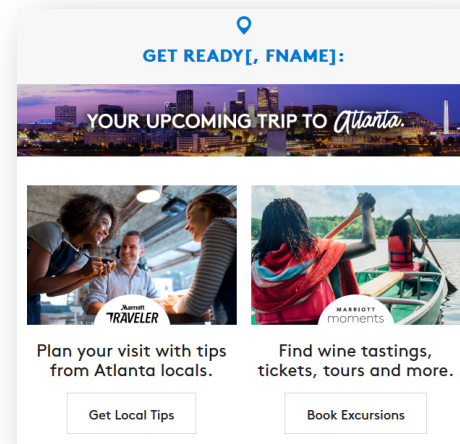 GET READY[, FNAME]:
YOUR UPCOMING TRIP TO Atlanta.
Marriott
TRAVELER
MARRIOTT
moments
Plan your visit with tips
from Atlanta locals.
Find wine tastings,
tickets, tours and more.
Get Local Tips
Book Excursions